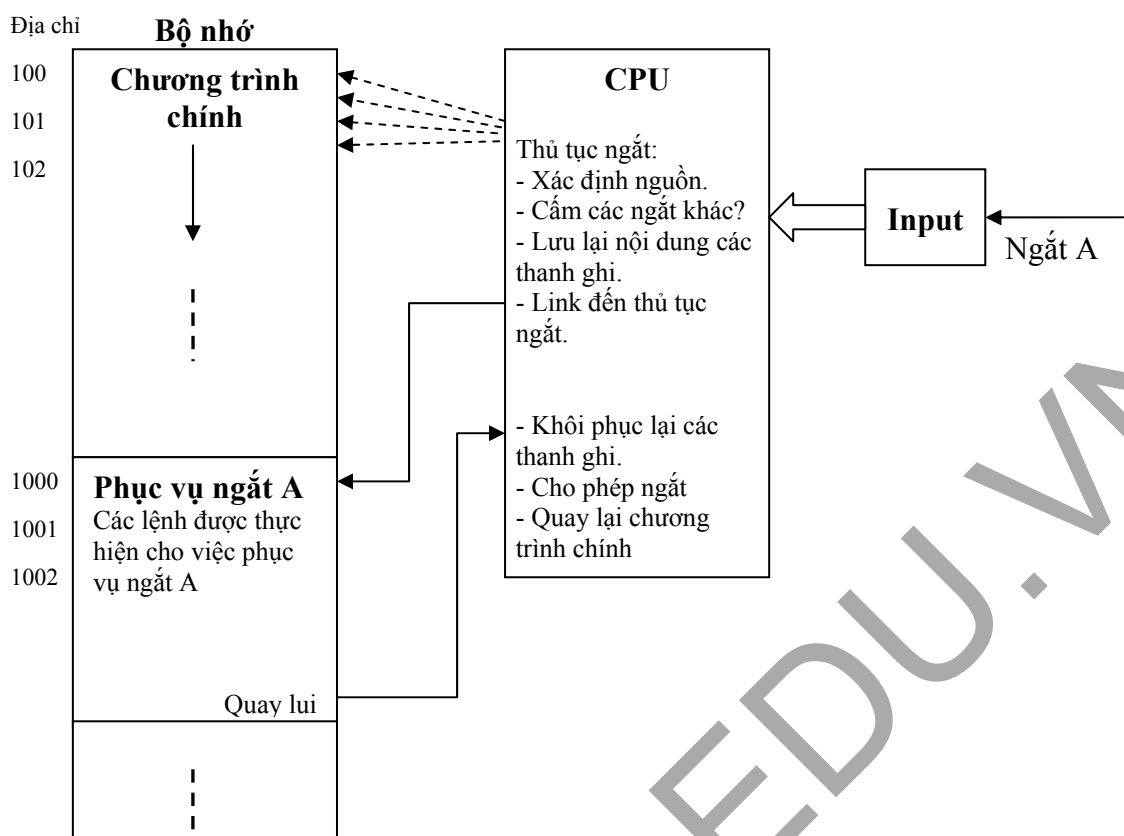 Địa chỉ
Bộ nhớ
100
101
102
Chương trình
chính
CPU
Thủ tục ngắt:
- Xác định nguồn.
- Cấm các ngắt khác?
- Lưu lại nội dung các
thanh ghi.
- Link đến thủ tục
ngắt.
- Khôi phục lại các
thanh ghi.
- Cho phép ngắt
- Quay lại chương
trình chính
Input
Ngắt A
1000
1001
1002
Phục vụ ngắt A
Các lệnh được thực
hiện cho việc phục
vụ ngắt A
Quay lui
EDU.VN